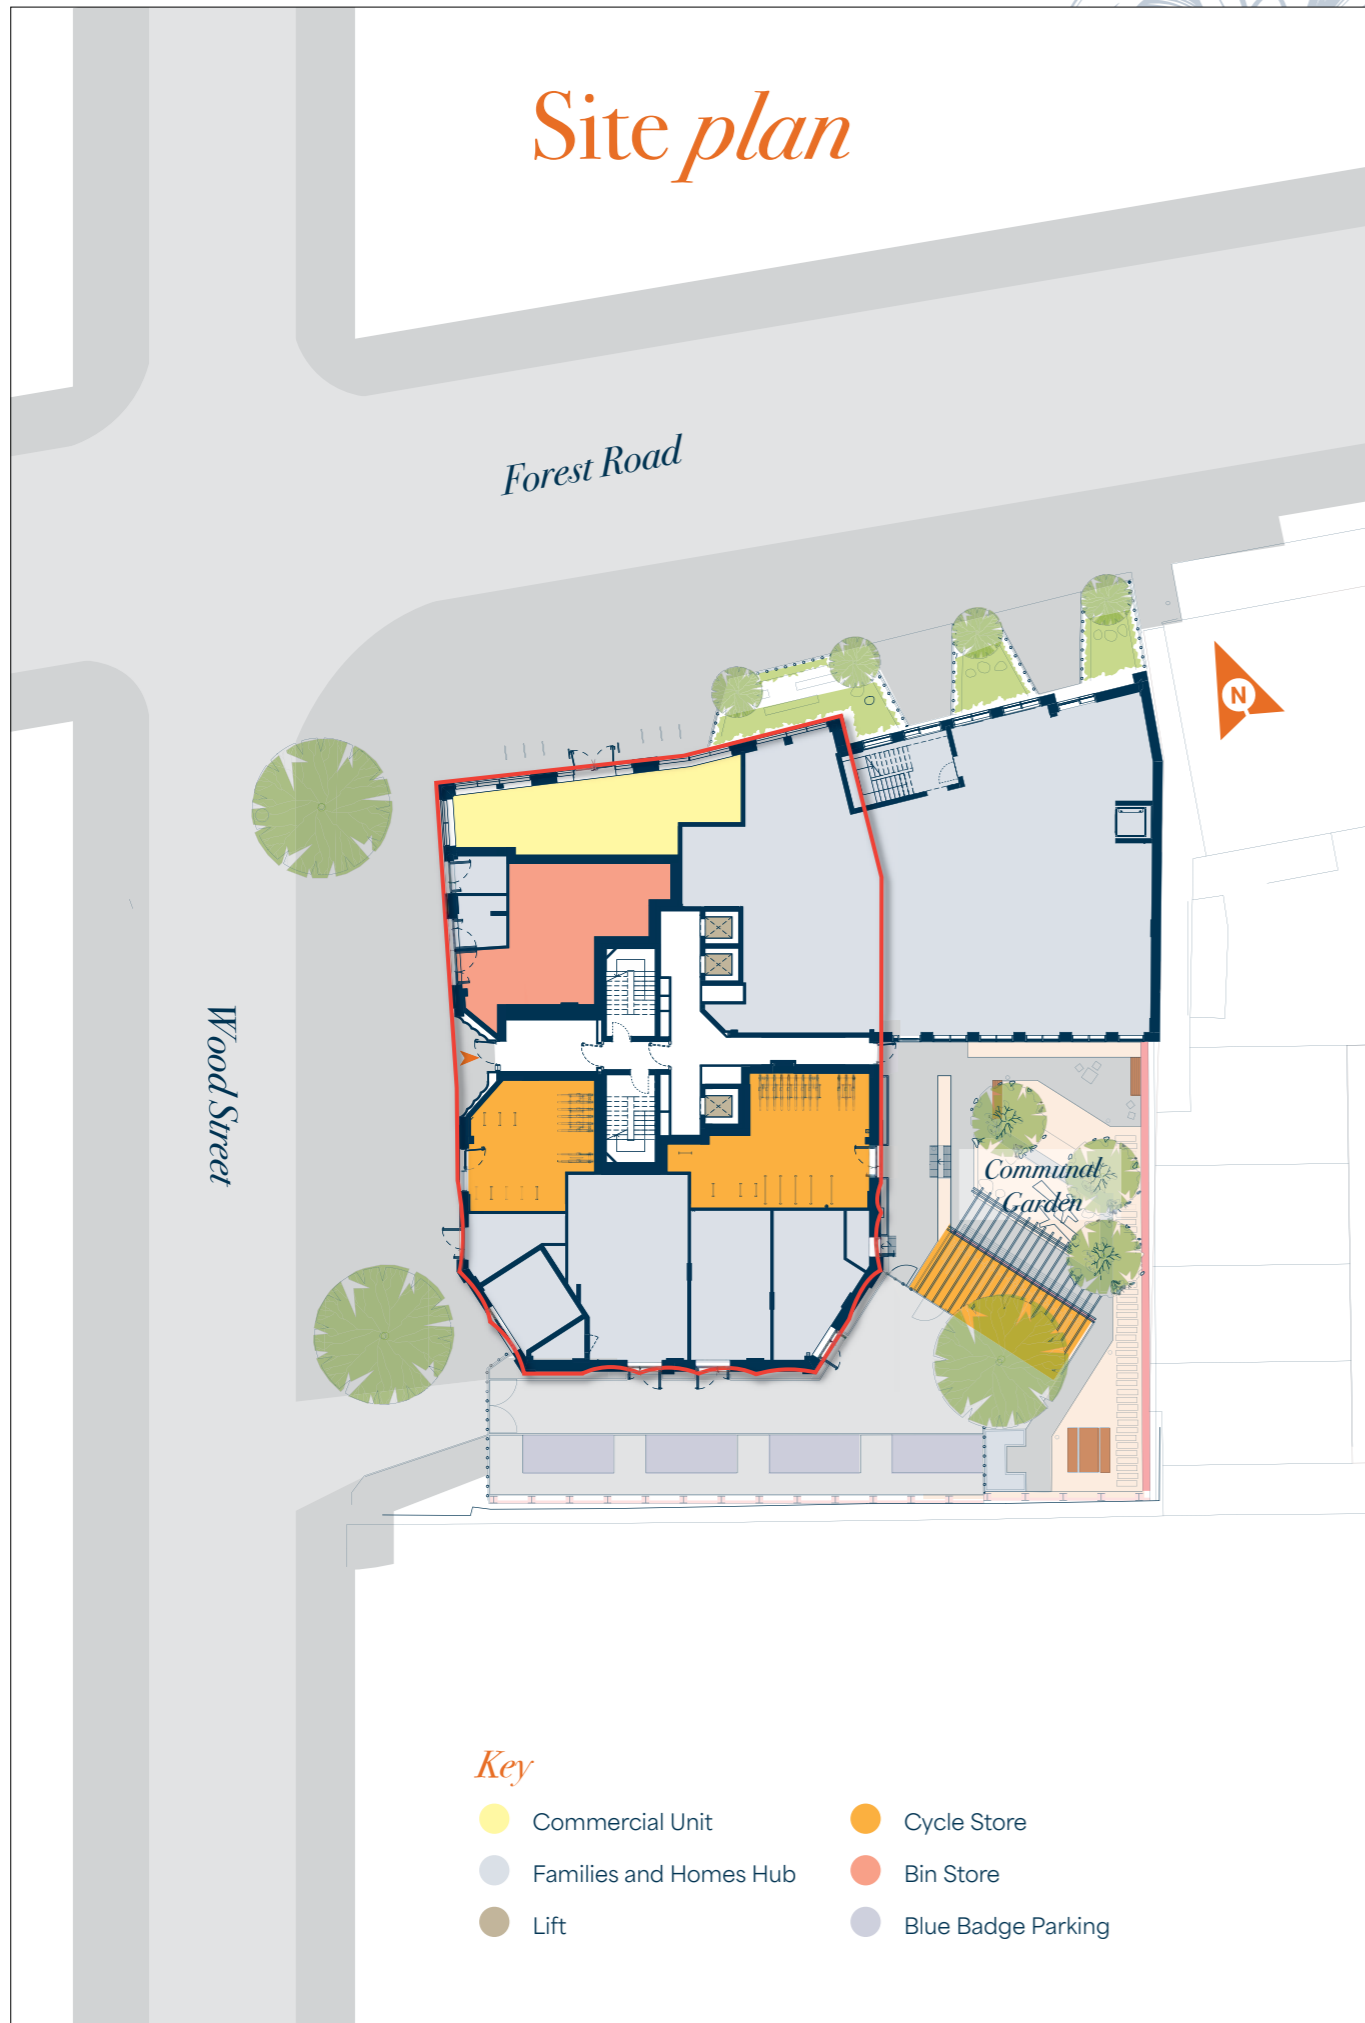 Site plan
Forest Road
N
Wood Street
Communal
Garden
Key
Commercial Unit
Cycle Store
Families and Homes Hub
Bin Store
Lift
Blue Badge Parking